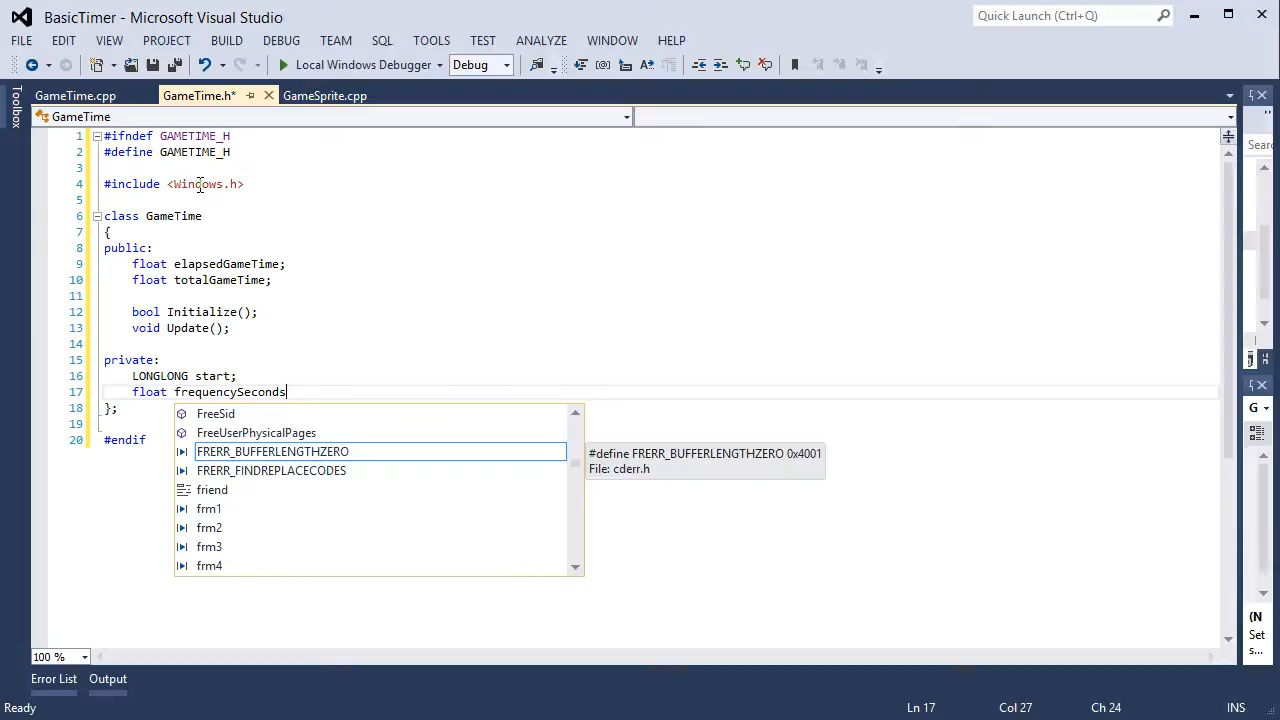 BasicTimer - Microsoft Visual Studio
Quick Launch (Ctrl+Q)
FILE EDIT VIEW PROJECT BUILD DEBUG TEAM SQL TOOLS TEST ANALYZE WINDOW HELP
Local Windows Debugger Debug
Toolbox
GameTime.cpp GameTime.h* GameSprite.cpp
GameTime
1 #ifndef GAMETIME_H
2 #define GAMETIME_H
3
4 #include <Windows.h>
5
6 class GameTime
7 {
8 public:
9 float elapsedGameTime;
10 float totalGameTime;
11
12 bool Initialize();
13 void Update();
14
15 private:
16 LONGLONG start;
17 float frequencySeconds
18 };
19
20 #endif
FreeSid
FreeUserPhysicalPages
FRERR_BUFFERLENGTHZERO
FRERR_FINDREPLACECODES
friend
frm1
frm2
frm3
frm4
#define FRERR_BUFFERLENGTHZERO 0x4001
File: cderr.h
Searc
G
(N
Set
s...
100 %
Error List Output
Ready Ln 17 Col 27 Ch 24 INS